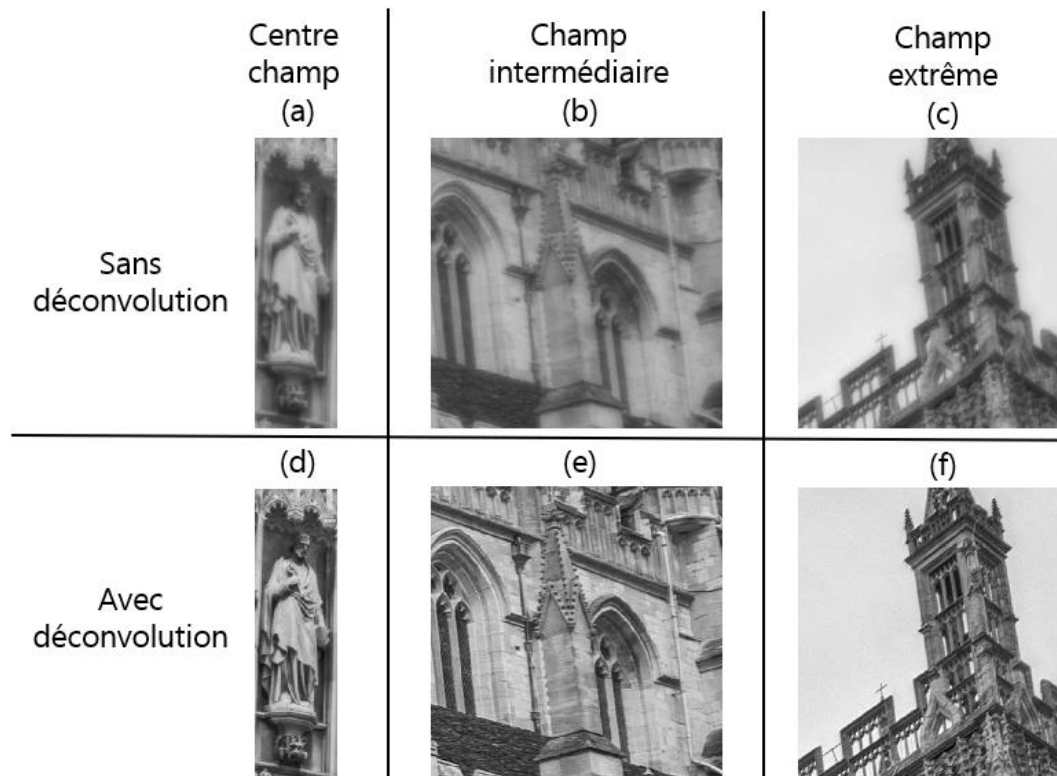 Centre
champ
(a)
Champ
intermédiaire
(b)
Champ
extrême
(c)
Sans
déconvolution
(d)
(e)
(f)
Avec
déconvolution